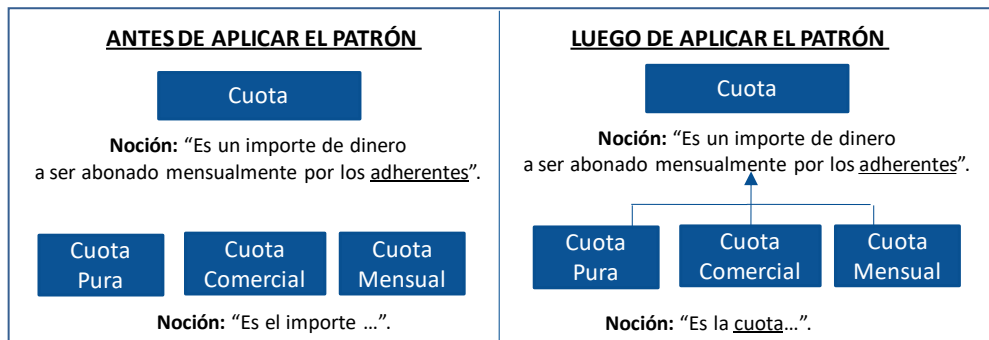 ANTES DE APLICAR EL PATRÓN
Cuota
Noción: “Es un importe de dinero
a ser abonado mensualmente por los adherentes”.
Cuota
Pura
Cuota
Comercial
Cuota
Mensual
Noción: “Es el importe …”.
LUEGO DE APLICAR EL PATRÓN
Cuota
Noción: “Es un importe de dinero
a ser abonado mensualmente por los adherentes”.
Cuota
Pura
Cuota
Comercial
Cuota
Mensual
Noción: “Es la cuota…”.